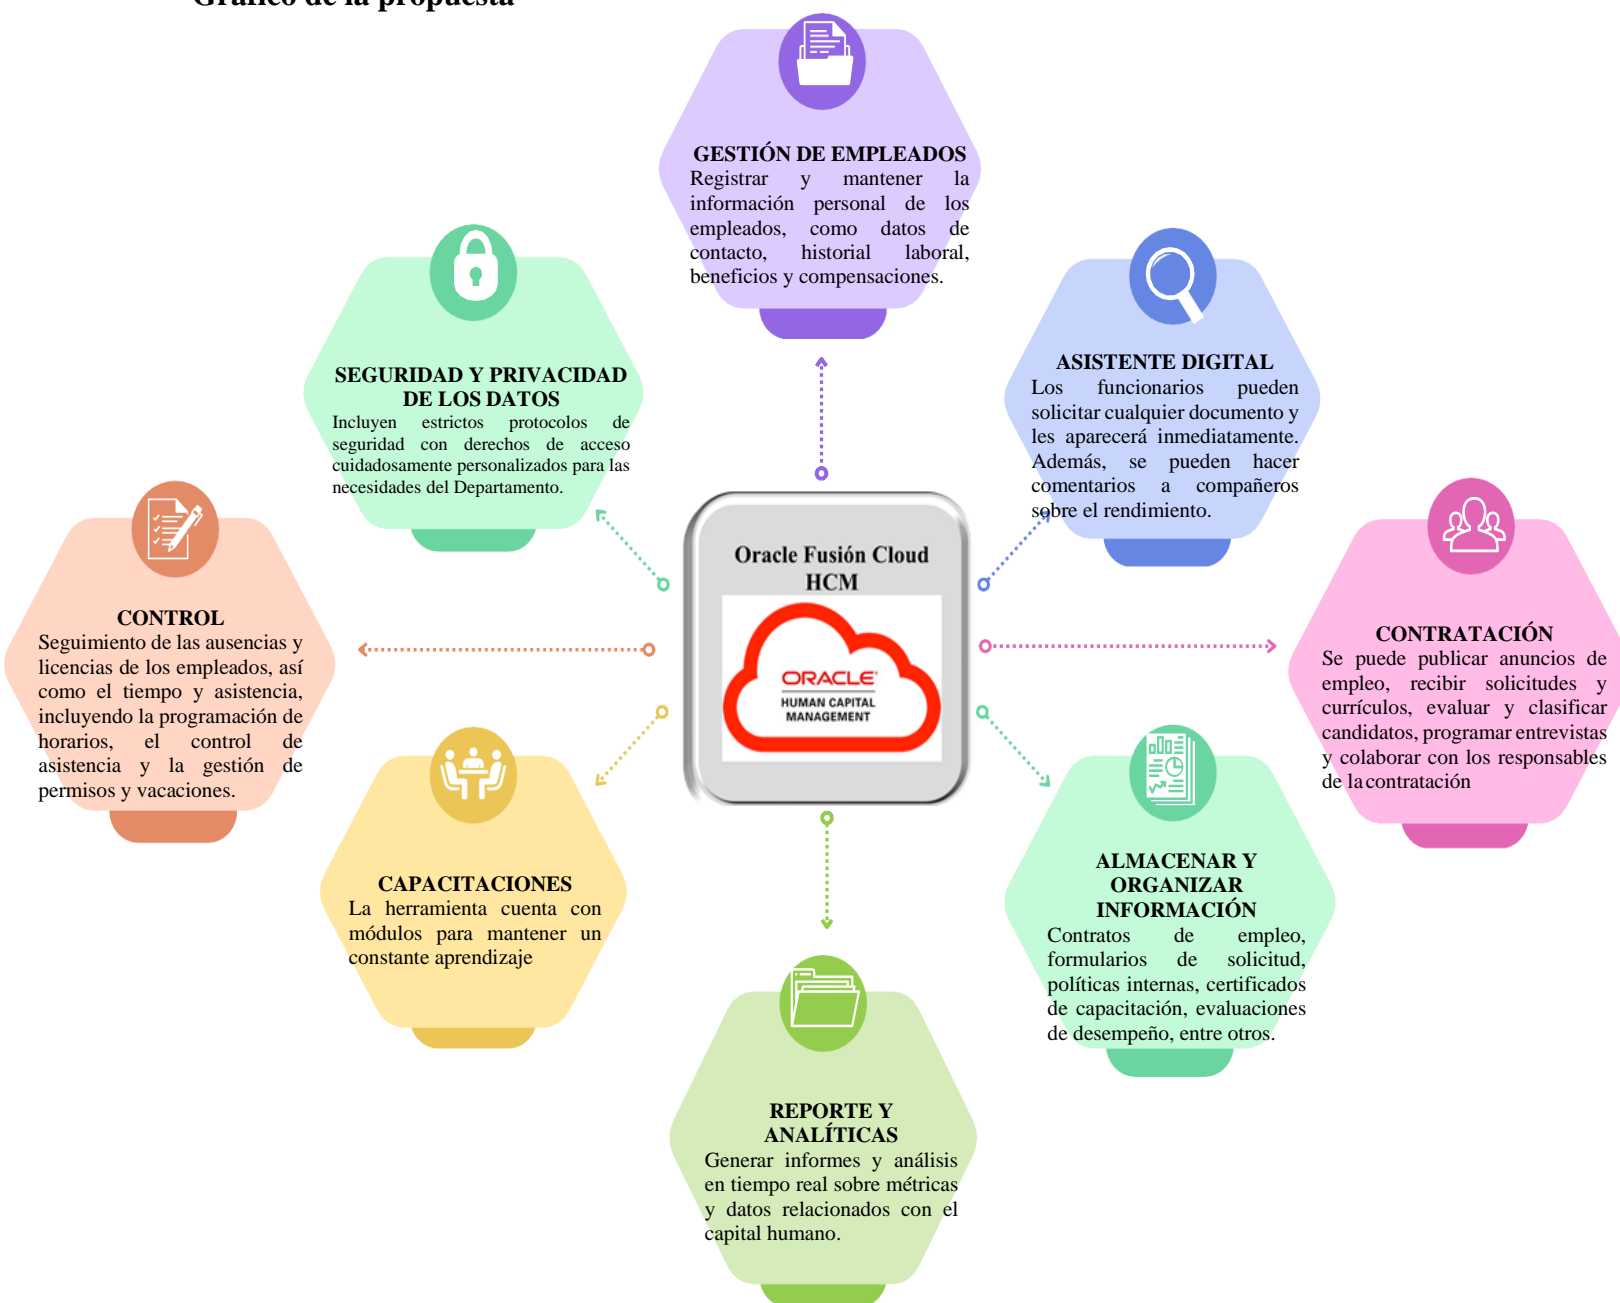 Gráfico de la propuesta
GESTIÓN DE EMPLEADOS
Registrar y mantener la
información personal de los
empleados, como datos de
contacto, historial laboral,
beneficios y compensaciones.
SEGURIDAD Y PRIVACIDAD
DE LOS DATOS
Incluyen estrictos protocolos de
seguridad con derechos de acceso
cuidadosamente personalizados para las
necesidades del Departamento.
ASISTENTE DIGITAL
Los funcionarios pueden
solicitar cualquier documento y
les aparecerá inmediatamente.
Además, se pueden hacer
comentarios a compañeros
sobre el rendimiento.
Oracle Fusión Cloud
HCM
ORACLE
HUMAN CAPITAL
MANAGEMENT
CONTROL
Seguimiento de las ausencias y
licencias de los empleados, así
como el tiempo y asistencia,
incluyendo la programación de
horarios, el control de
asistencia y la gestión de
permisos y vacaciones.
CONTRATACIÓN
Se puede publicar anuncios de
empleo, recibir solicitudes y
currículos, evaluar y clasificar
candidatos, programar entrevistas
y colaborar con los responsables
de la contratación
CAPACITACIONES
La herramienta cuenta con
módulos para mantener un
constante aprendizaje
ALMACENAR Y
ORGANIZAR
INFORMACIÓN
Contratos de empleo,
formularios de solicitud,
políticas internas, certificados
de capacitación, evaluaciones
de desempeño, entre otros.
REPORTE Y
ANALÍTICAS
Generar informes y análisis
en tiempo real sobre métricas
y datos relacionados con el
capital humano.